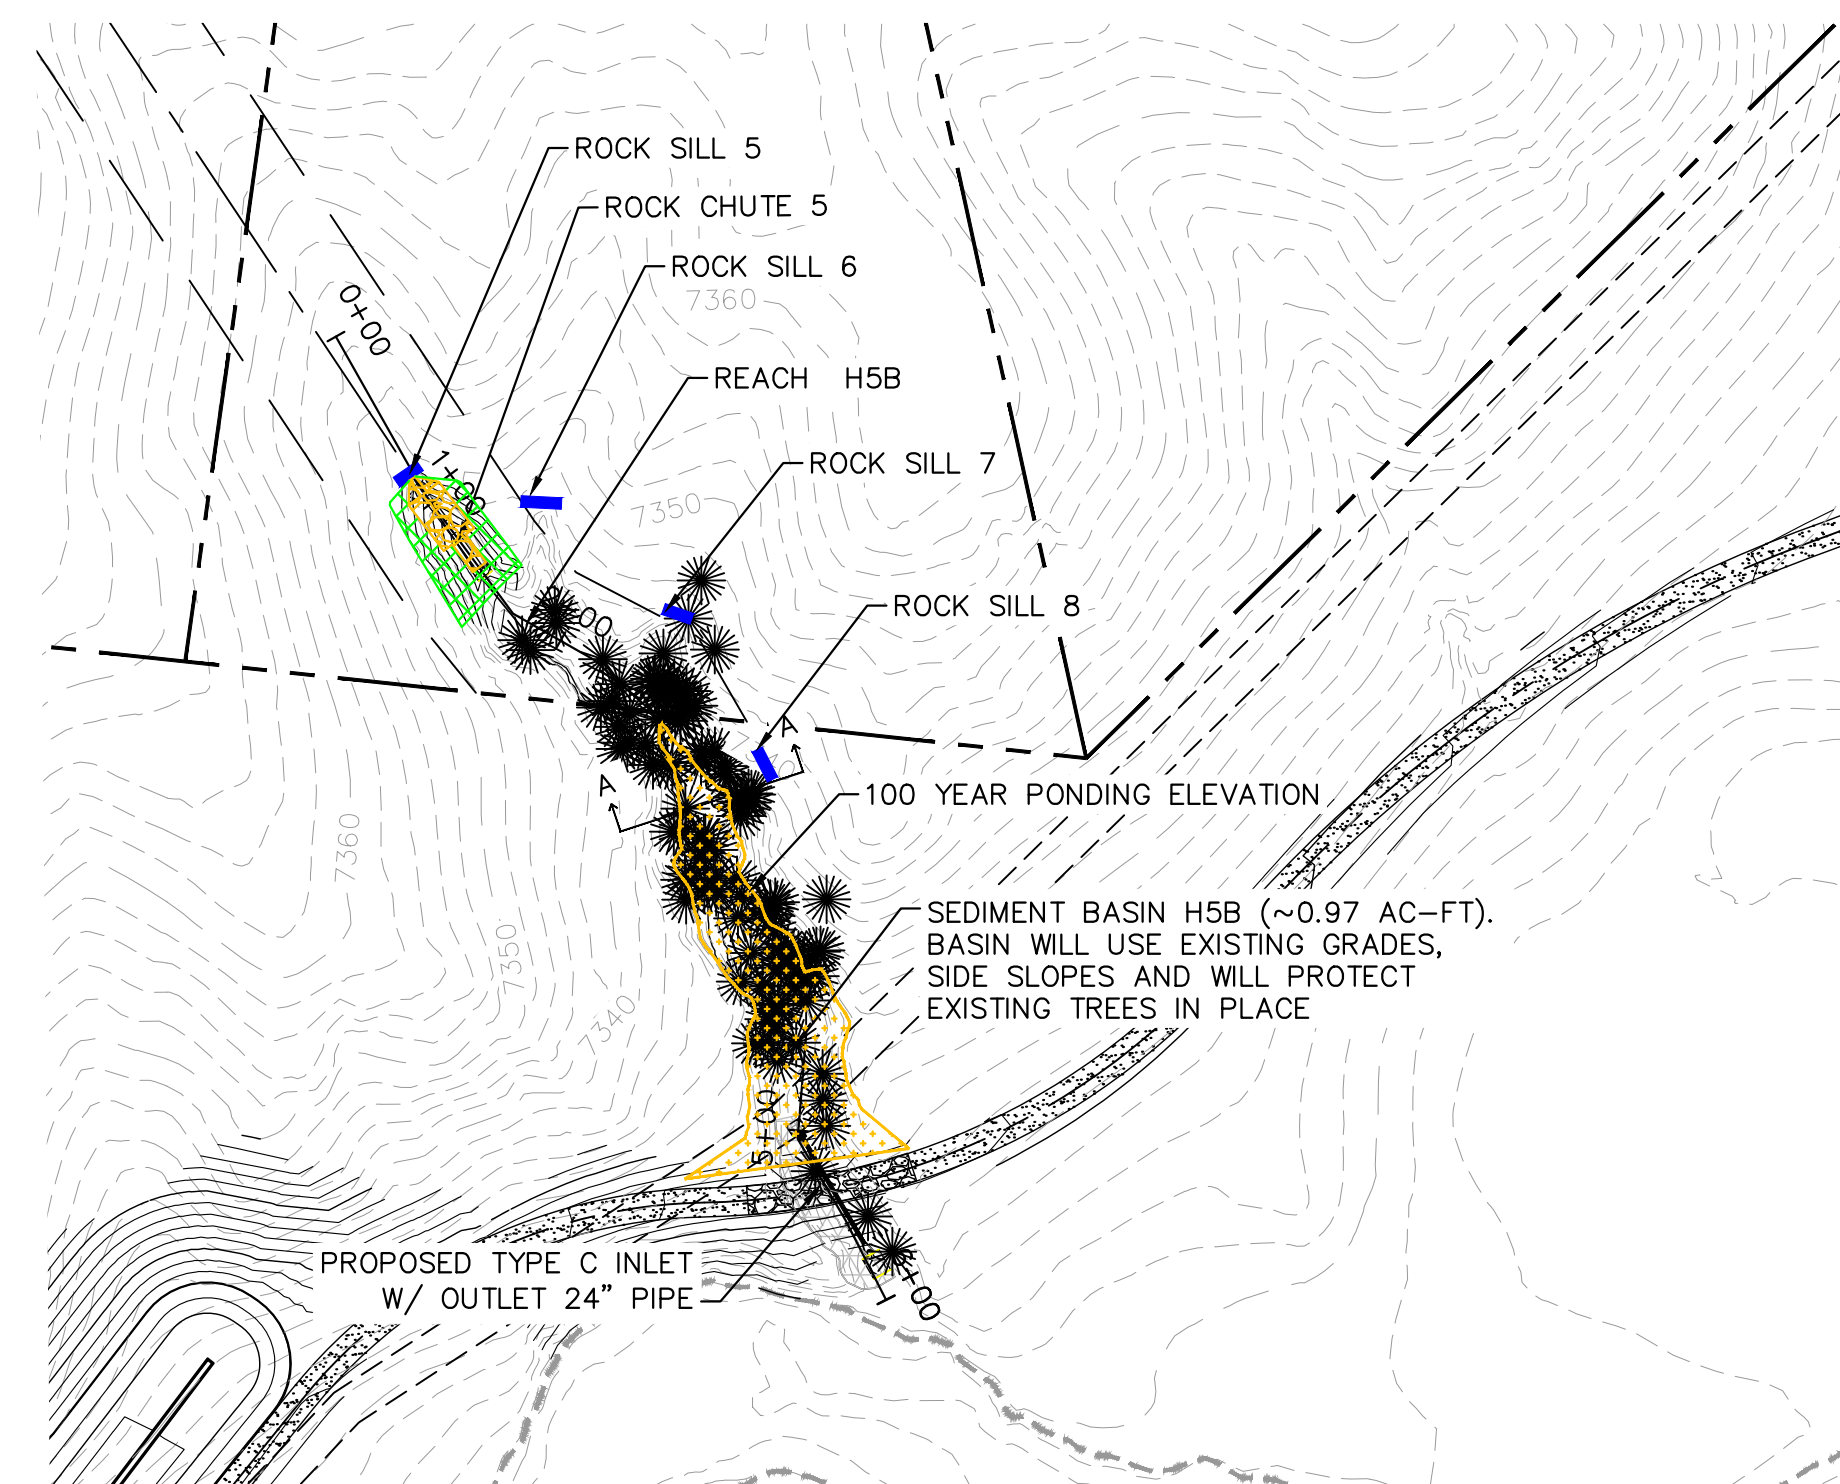 ROCK SILL 5
ROCK CHUTE 5
ROCK SILL 6
7360
0+00
REACH H5B
ROCK SILL 7
1+00
7350
ROCK SILL 8
A
A
100 YEAR PONDING ELEVATION
7360
SEDIMENT BASIN H5B (~0.97 AC-FT).
BASIN WILL USE EXISTING GRADES,
SIDE SLOPES AND WILL PROTECT
EXISTING TREES IN PLACE
7350
7340
5+00
PROPOSED TYPE C INLET
W/ OUTLET 24" PIPE